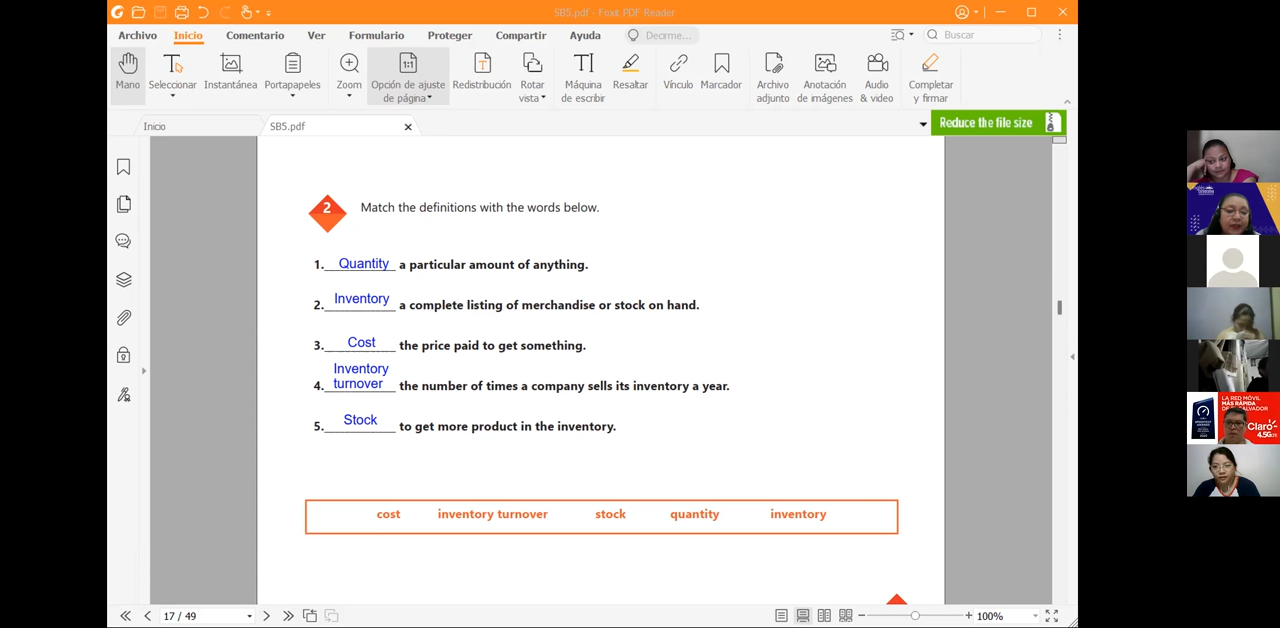 SB5.pdf - Foxit PDF Reader
Archivo Inicio Comentario Ver Formulario Proteger Compartir Ayuda Decirme... Buscar
Mano Seleccionar Instantánea Portapapeles Zoom Opción de ajuste de página Redistribución Rotar vista Máquina de escribir Resaltar Vínculo Marcador Archivo adjunto Anotación de imágenes Audio & video Completar y firmar
Inicio SB5.pdf Reduce the file size
2 Match the definitions with the words below.
1. Quantity a particular amount of anything.
2. Inventory a complete listing of merchandise or stock on hand.
3. Cost the price paid to get something.
Inventory
4. turnover the number of times a company sells its inventory a year.
5. Stock to get more product in the inventory.
cost inventory turnover stock quantity inventory
17 / 49 100%
LA RED MÓVIL
MÁS RÁPIDA
DE EL SALVADOR
Claro
4.5G